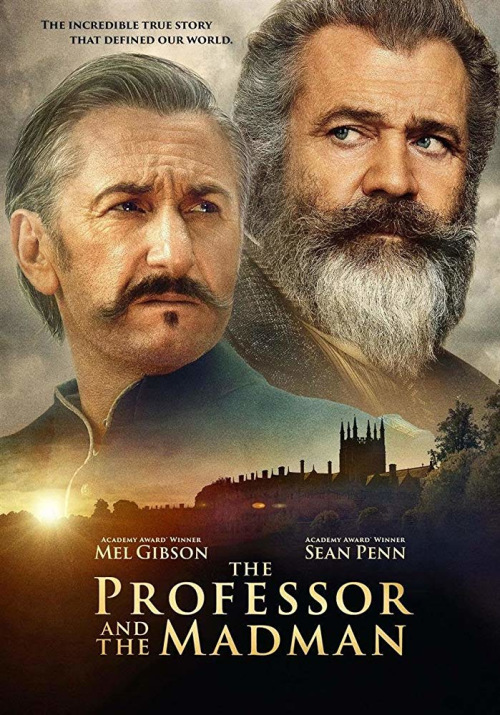 THE INCREDIBLE TRUE STORY
THAT DEFINED OUR WORLD.
ACADEMY AWARD® WINNER
MEL GIBSON
ACADEMY AWARD® WINNER
SEAN PENN
THE
PROFESSOR
AND THE MADMAN